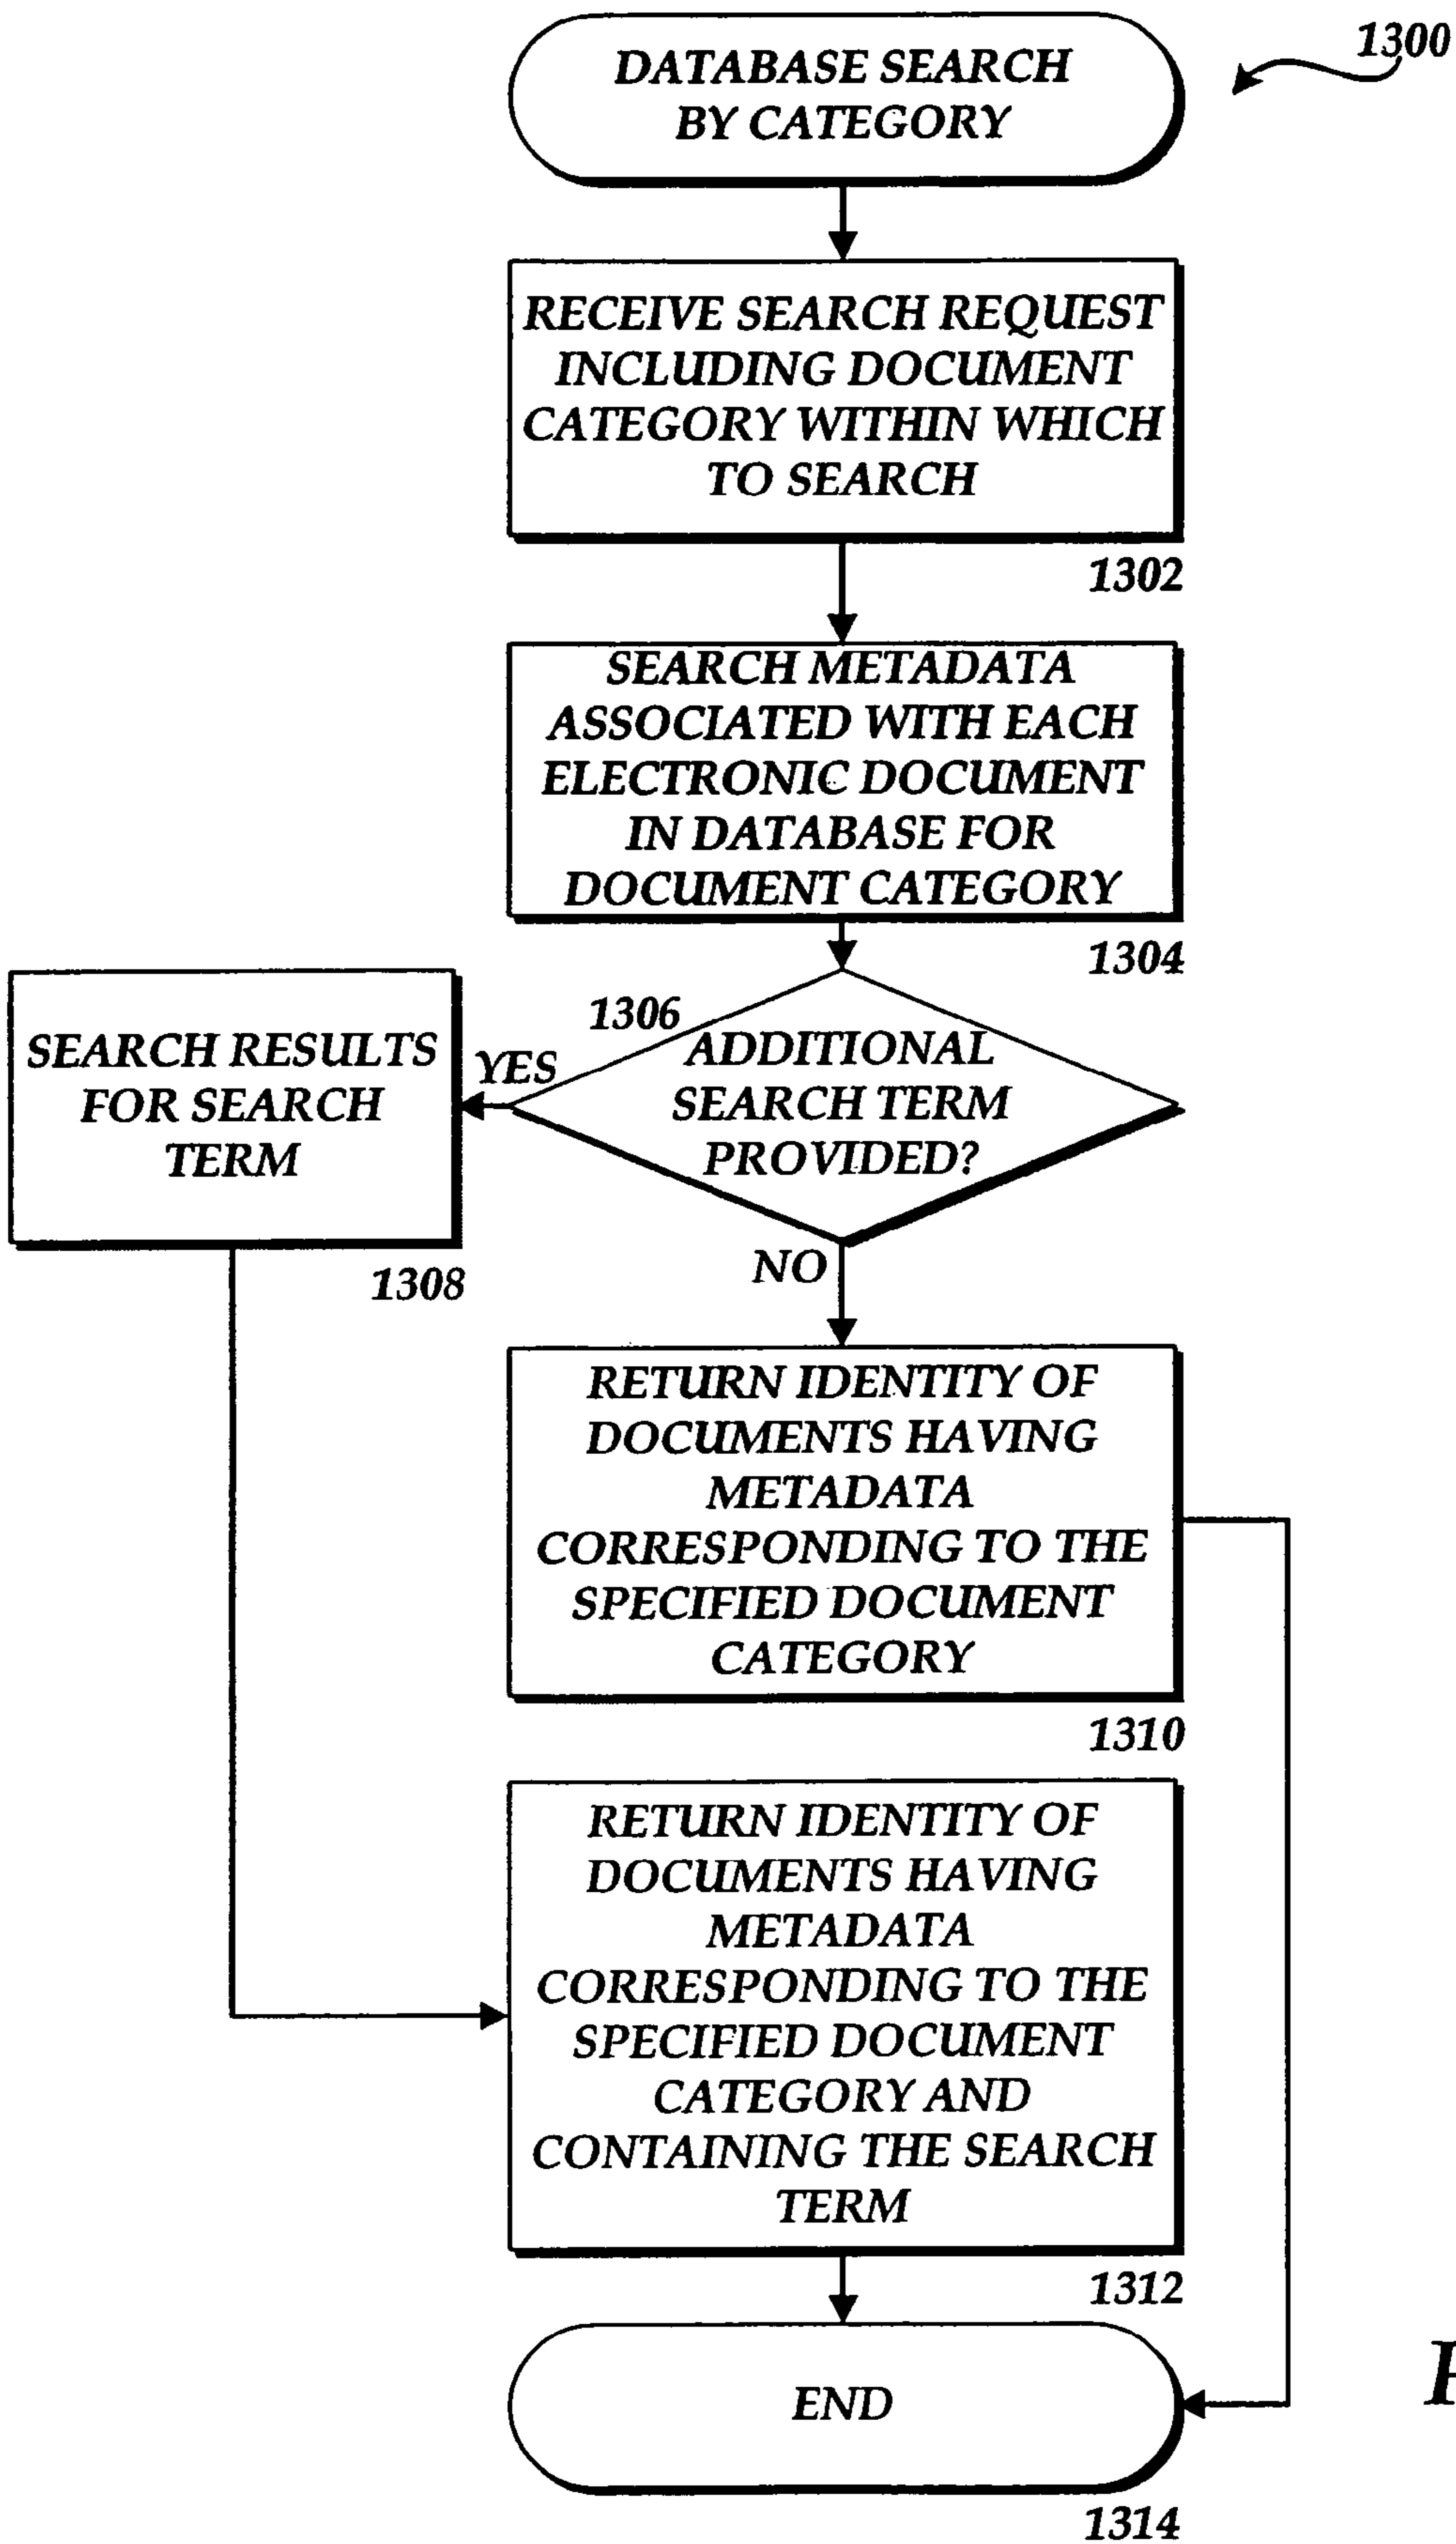 DATABASE SEARCH
BY CATEGORY
1300
RECEIVE SEARCH REQUEST
INCLUDING DOCUMENT
CATEGORY WITHIN WHICH
TO SEARCH
1302
SEARCH METADATA
ASSOCIATED WITH EACH
ELECTRONIC DOCUMENT
IN DATABASE FOR
DOCUMENT CATEGORY
1304
1306
ADDITIONAL
SEARCH TERM
PROVIDED?
YES
SEARCH RESULTS
FOR SEARCH
TERM
1308
NO
RETURN IDENTITY OF
DOCUMENTS HAVING
METADATA
CORRESPONDING TO THE
SPECIFIED DOCUMENT
CATEGORY
1310
RETURN IDENTITY OF
DOCUMENTS HAVING
METADATA
CORRESPONDING TO THE
SPECIFIED DOCUMENT
CATEGORY AND
CONTAINING THE SEARCH
TERM
1312
END
1314